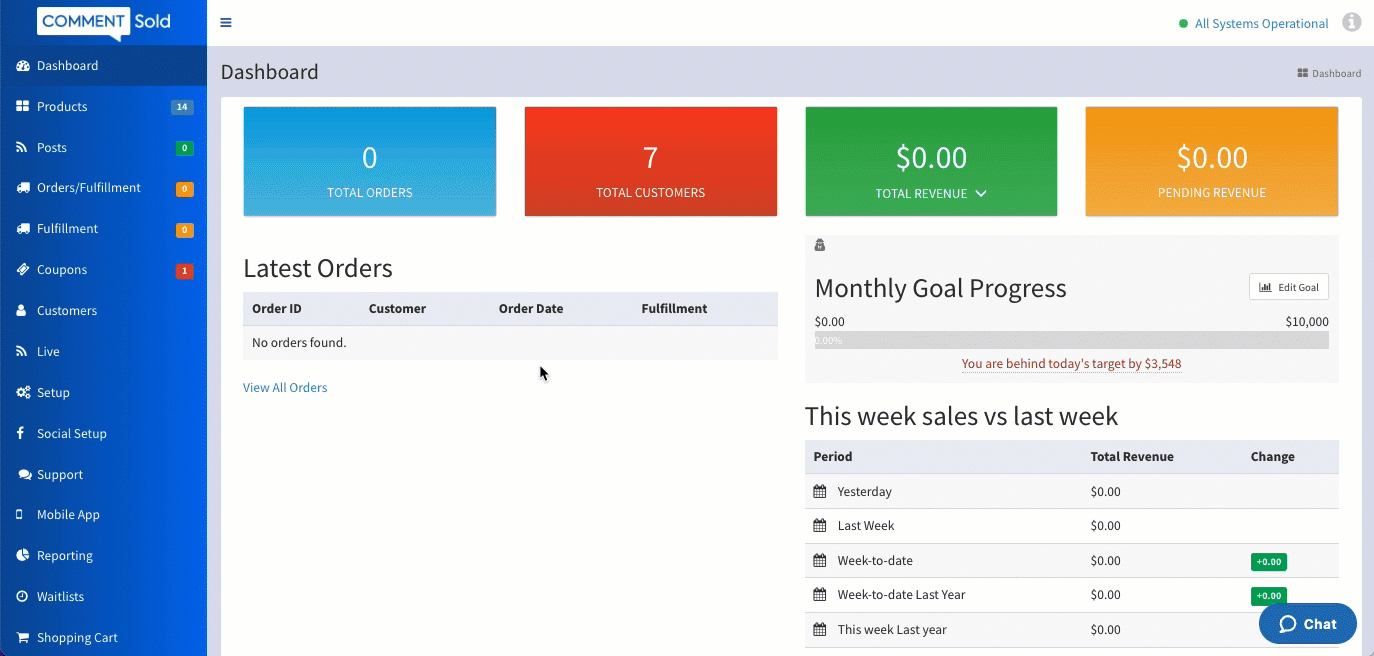 COMMENT Sold
All Systems Operational
Dashboard
Products 14
Posts 0
Orders/Fulfillment 0
Fulfillment 0
Coupons 1
Customers
Live
Setup
Social Setup
Support
Mobile App
Reporting
Waitlists
Shopping Cart
Dashboard
Dashboard
0
TOTAL ORDERS
7
TOTAL CUSTOMERS
$0.00
TOTAL REVENUE
$0.00
PENDING REVENUE
Latest Orders
Order ID Customer Order Date Fulfillment
No orders found.
View All Orders
Monthly Goal Progress
Edit Goal
$0.00 $10,000
0.00%
You are behind today's target by $3,548
This week sales vs last week
Period Total Revenue Change
Yesterday $0.00
Last Week $0.00
Week-to-date $0.00 +0.00
Week-to-date Last Year $0.00 +0.00
This week Last year $0.00
Chat